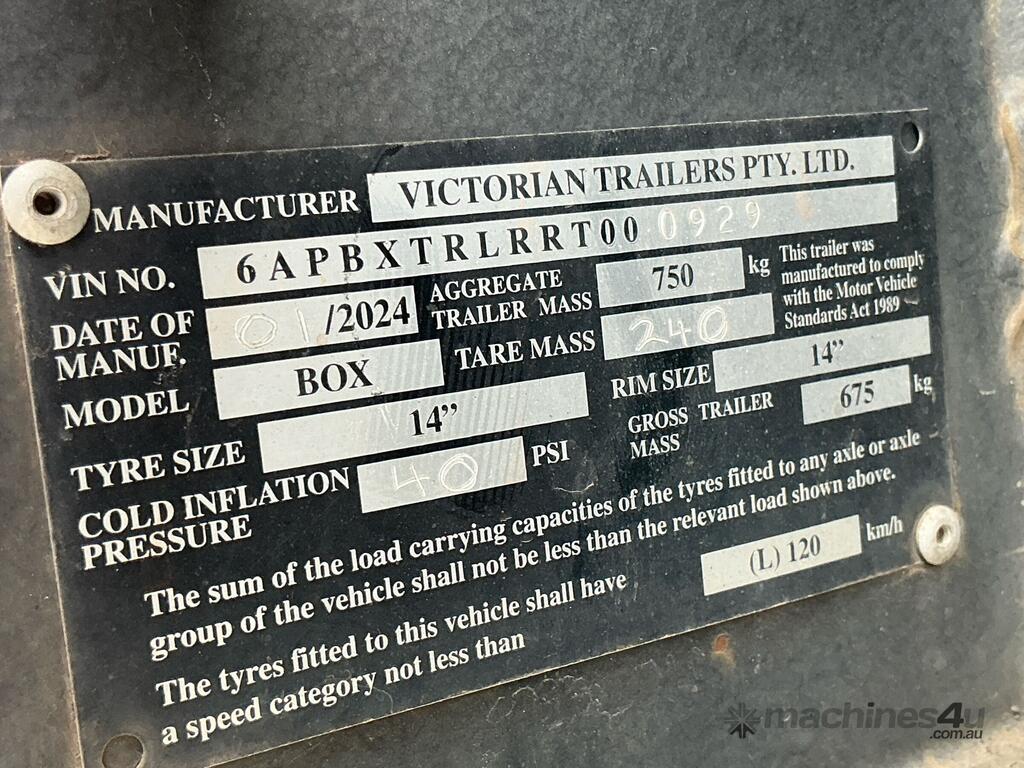 MANUFACTURER VICTORIAN TRAILERS PTY. LTD.
VIN NO. 6APBXTRLRRT00 0929
DATE OF MANUF. 01/2024
AGGREGATE TRAILER MASS 750 kg
This trailer was
manufactured to comply
with the Motor Vehicle
Standards Act 1989
MODEL BOX
TARE MASS 240
TYRE SIZE 14”
RIM SIZE 14”
COLD INFLATION PRESSURE 40 PSI
GROSS TRAILER MASS 675 kg
The sum of the load carrying capacities of the tyres fitted to any axle or axle
group of the vehicle shall not be less than the relevant load shown above.
The tyres fitted to this vehicle shall have
a speed category not less than (L) 120 km/h
machines4u
.com.au